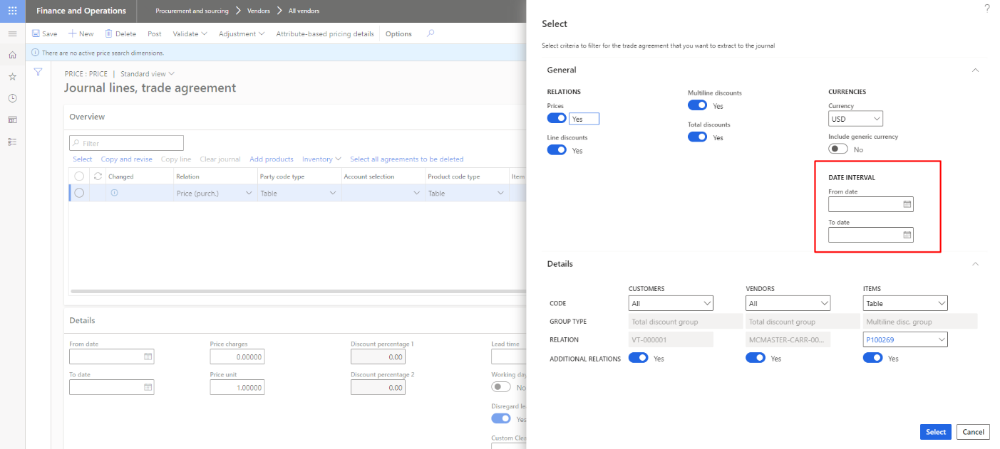 Finance and Operations
Procurement and sourcing
Vendors
All vendors
?
Save
New
Delete
Post
Validate
Adjustment
Attribute-based pricing details
Options
There are no active price search dimensions.
PRICE : PRICE | Standard view
Journal lines, trade agreement
Overview
Filter
Select
Copy and revise
Copy line
Clear journal
Add products
Inventory
Select all agreements to be deleted
Changed
Relation
Party code type
Account selection
Product code type
Item
Price (purch.)
Table
Table
Details
From date
Price charges
Discount percentage 1
Lead time
0.00000
0.00
To date
Price unit
Discount percentage 2
Working day
1.00000
0.00
No
Disregard le
Yes
Custom Clea
Select
Select criteria to filter for the trade agreement that you want to extract to the journal
General
RELATIONS
Prices
Yes
Line discounts
Yes
Multiline discounts
Yes
Total discounts
Yes
CURRENCIES
Currency
USD
Include generic currency
No
DATE INTERVAL
From date
To date
Details
CUSTOMERS
VENDORS
ITEMS
CODE
All
All
Table
GROUP TYPE
Total discount group
Total discount group
Multiline disc. group
RELATION
VT-000001
MCMASTER-CARR-00...
P100269
ADDITIONAL RELATIONS
Yes
Yes
Yes
Select
Cancel